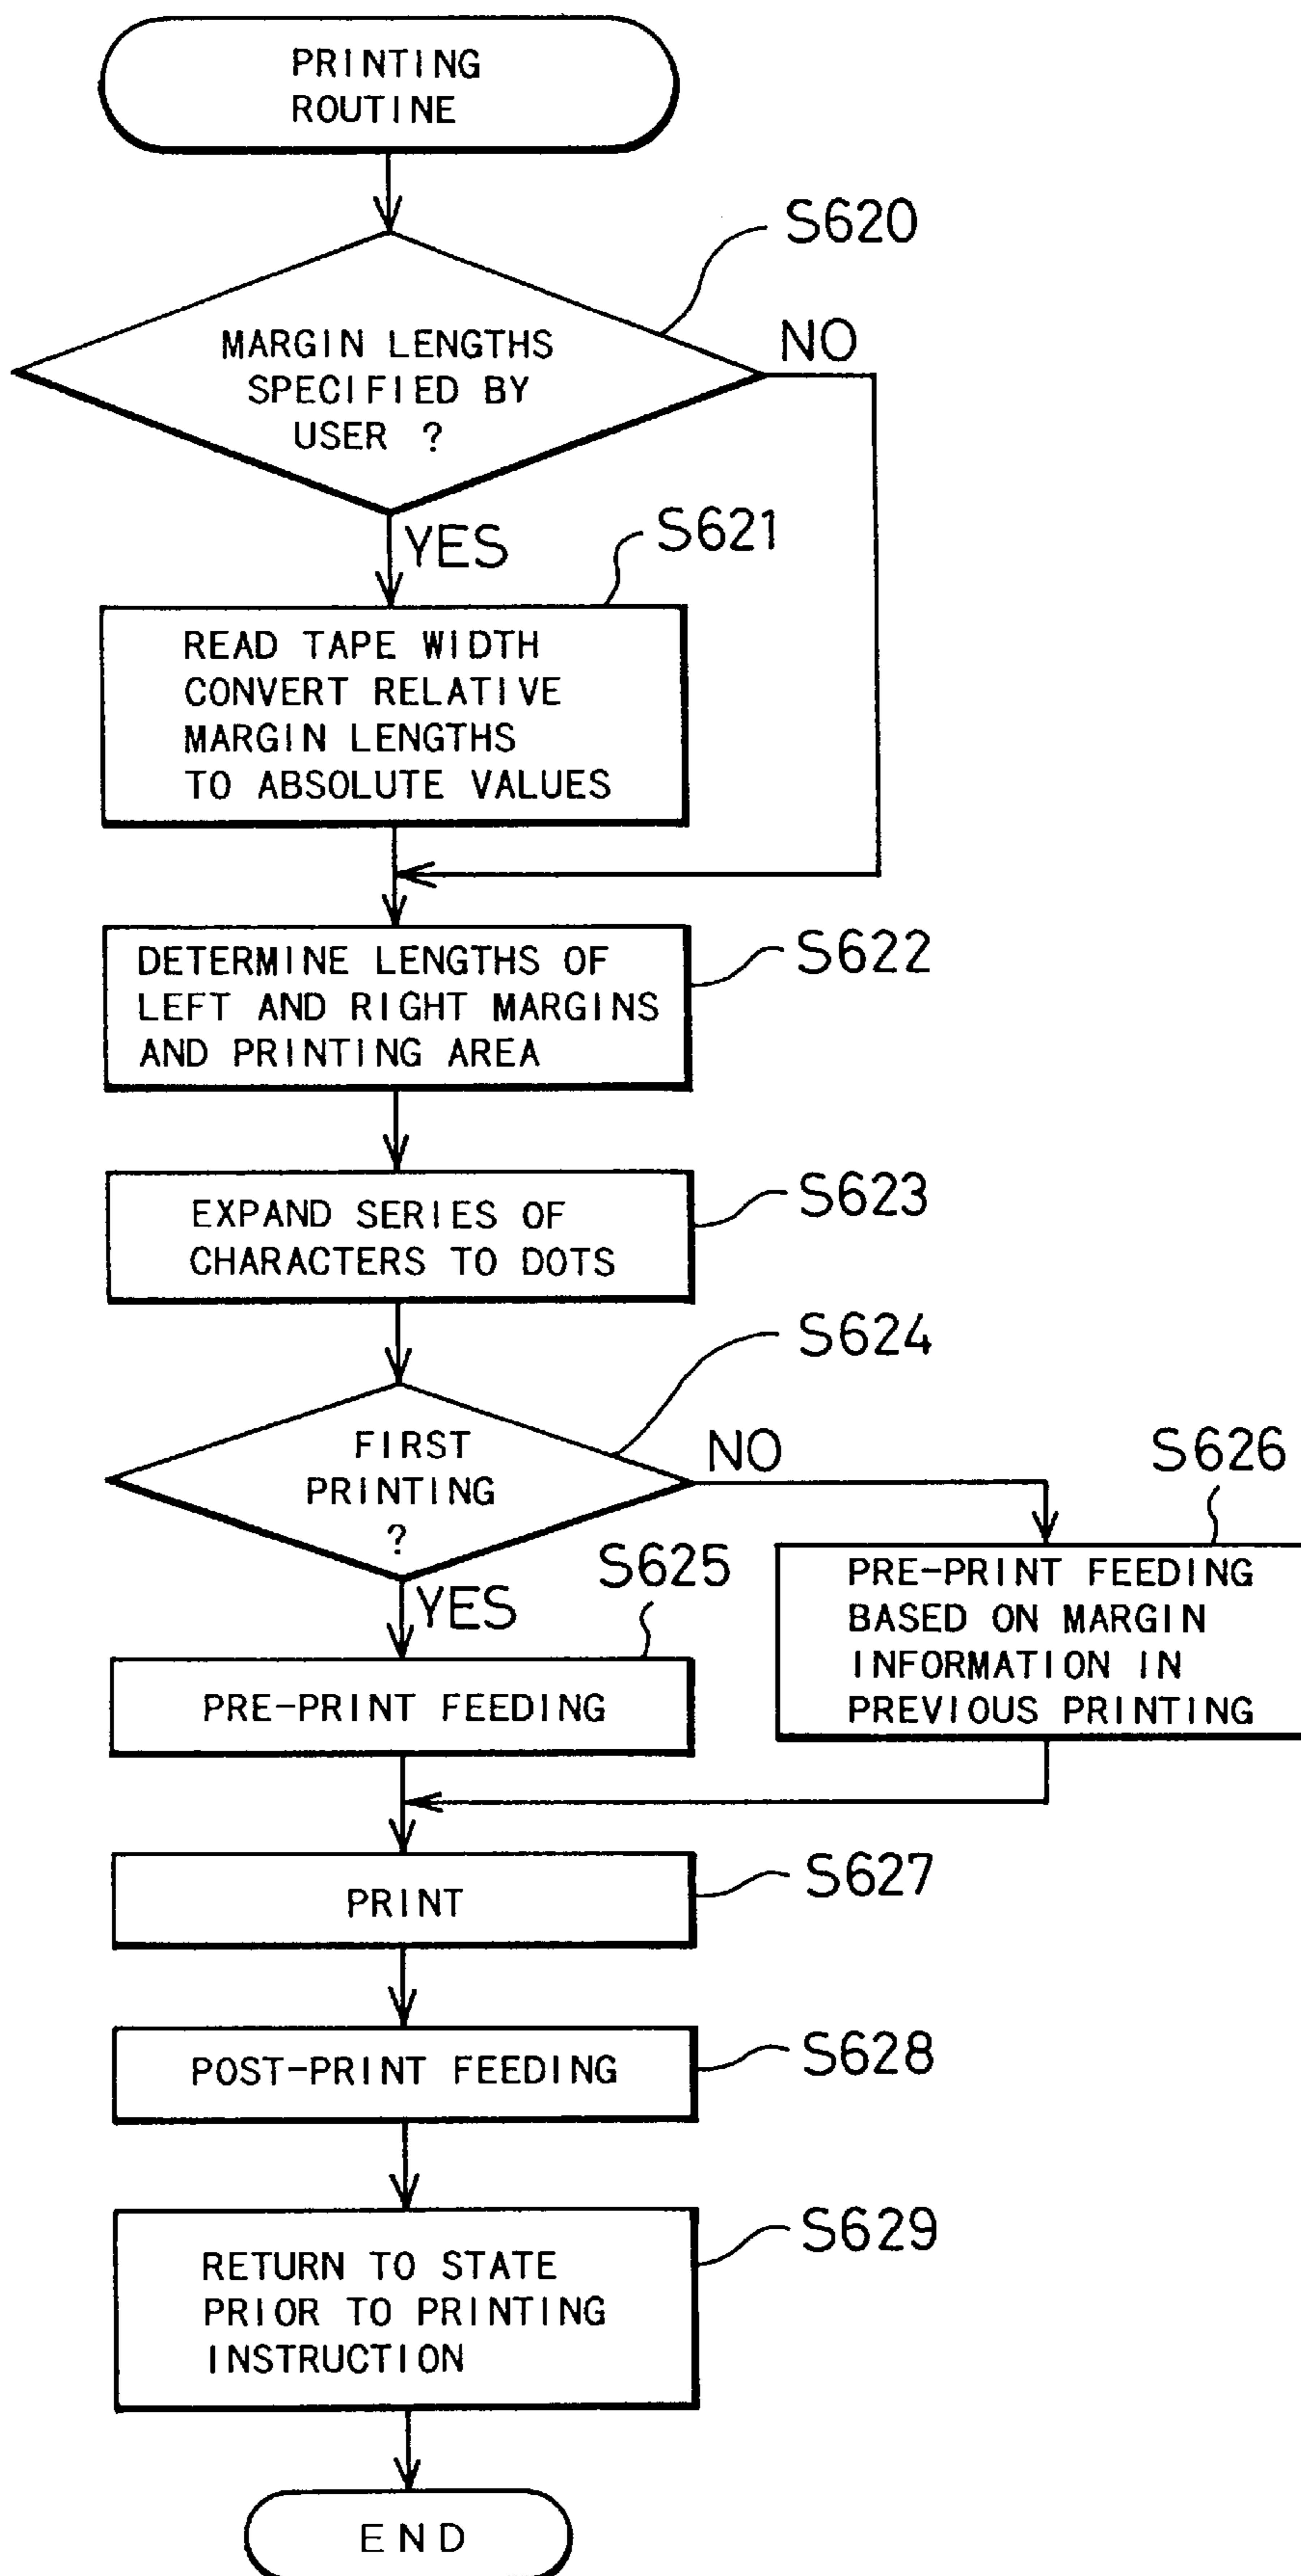 PRINTING
ROUTINE
S620
MARGIN LENGTHS
SPECIFIED BY
USER ?
NO
YES
S621
READ TAPE WIDTH
CONVERT RELATIVE
MARGIN LENGTHS
TO ABSOLUTE VALUES
S622
DETERMINE LENGTHS OF
LEFT AND RIGHT MARGINS
AND PRINTING AREA
S623
EXPAND SERIES OF
CHARACTERS TO DOTS
S624
FIRST
PRINTING
?
NO
YES
S625
PRE-PRINT FEEDING
S626
PRE-PRINT FEEDING
BASED ON MARGIN
INFORMATION IN
PREVIOUS PRINTING
S627
PRINT
S628
POST-PRINT FEEDING
S629
RETURN TO STATE
PRIOR TO PRINTING
INSTRUCTION
END